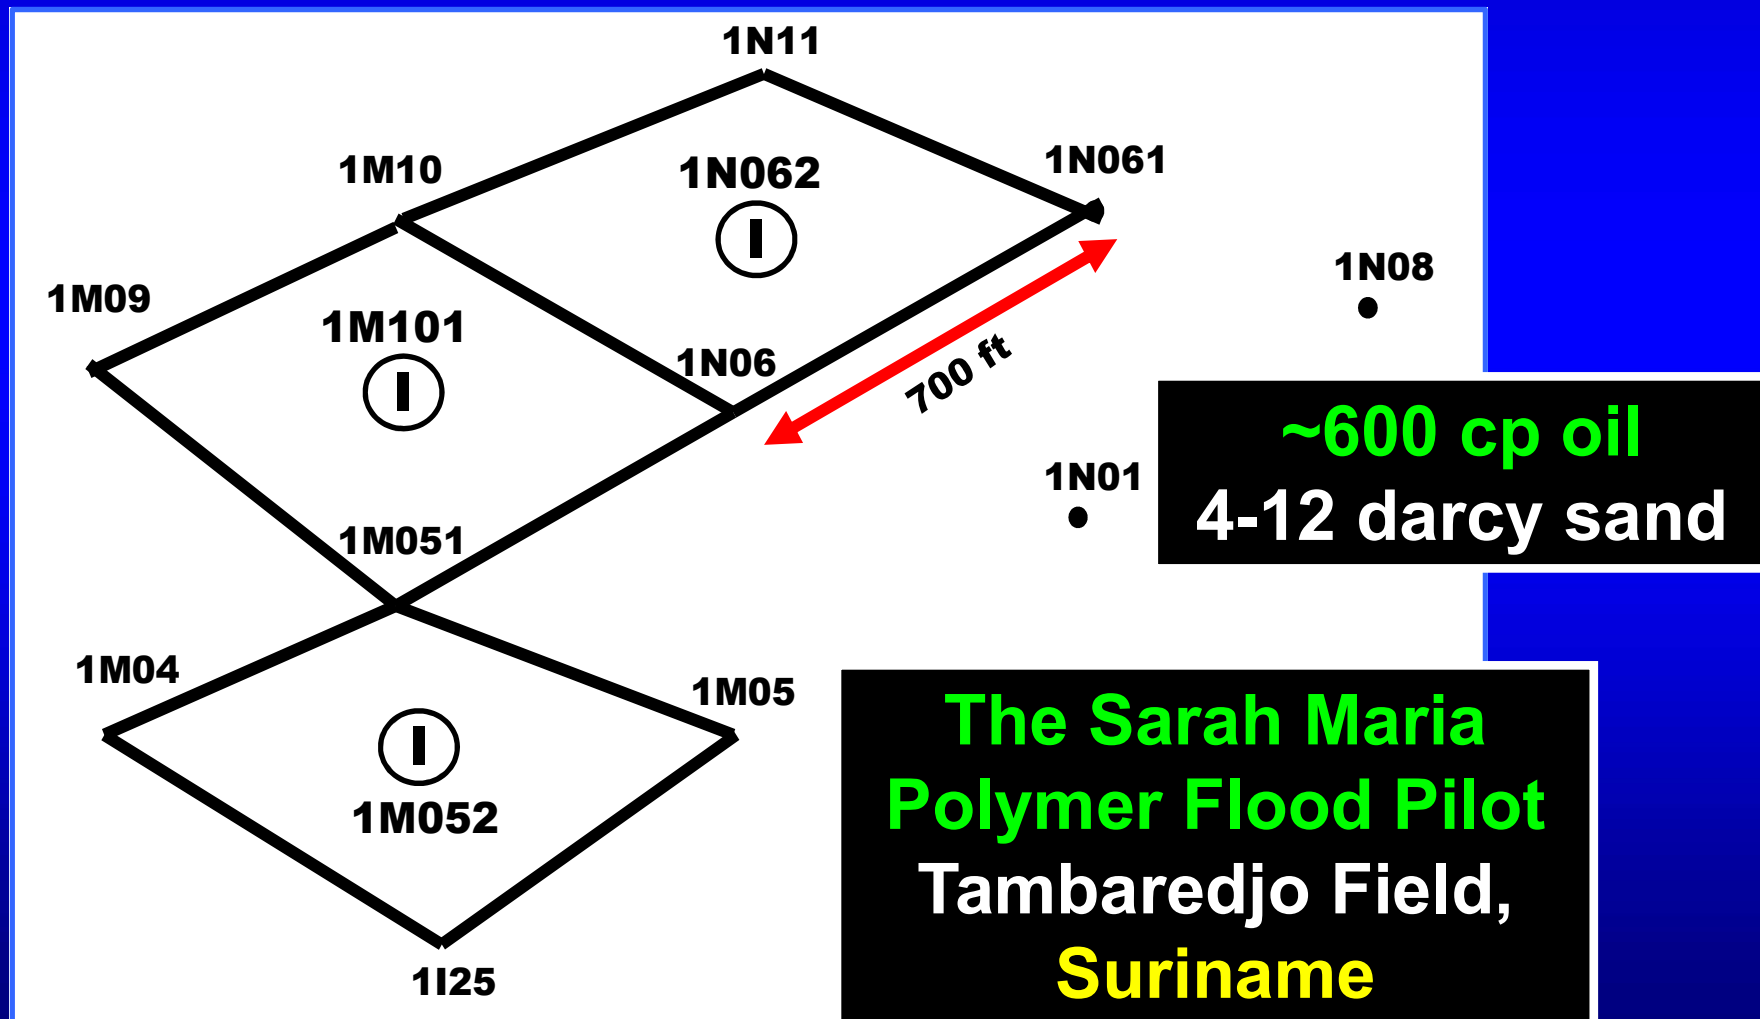 1N11
1M10
1N062
1N061
I
1N08
1M09
1M101
I
1N06
700 ft
~600 cp oil
4-12 darcy sand
1N01
1M051
1M04
1M05
I
1M052
1I25
The Sarah Maria
Polymer Flood Pilot
Tambaredjo Field,
Suriname